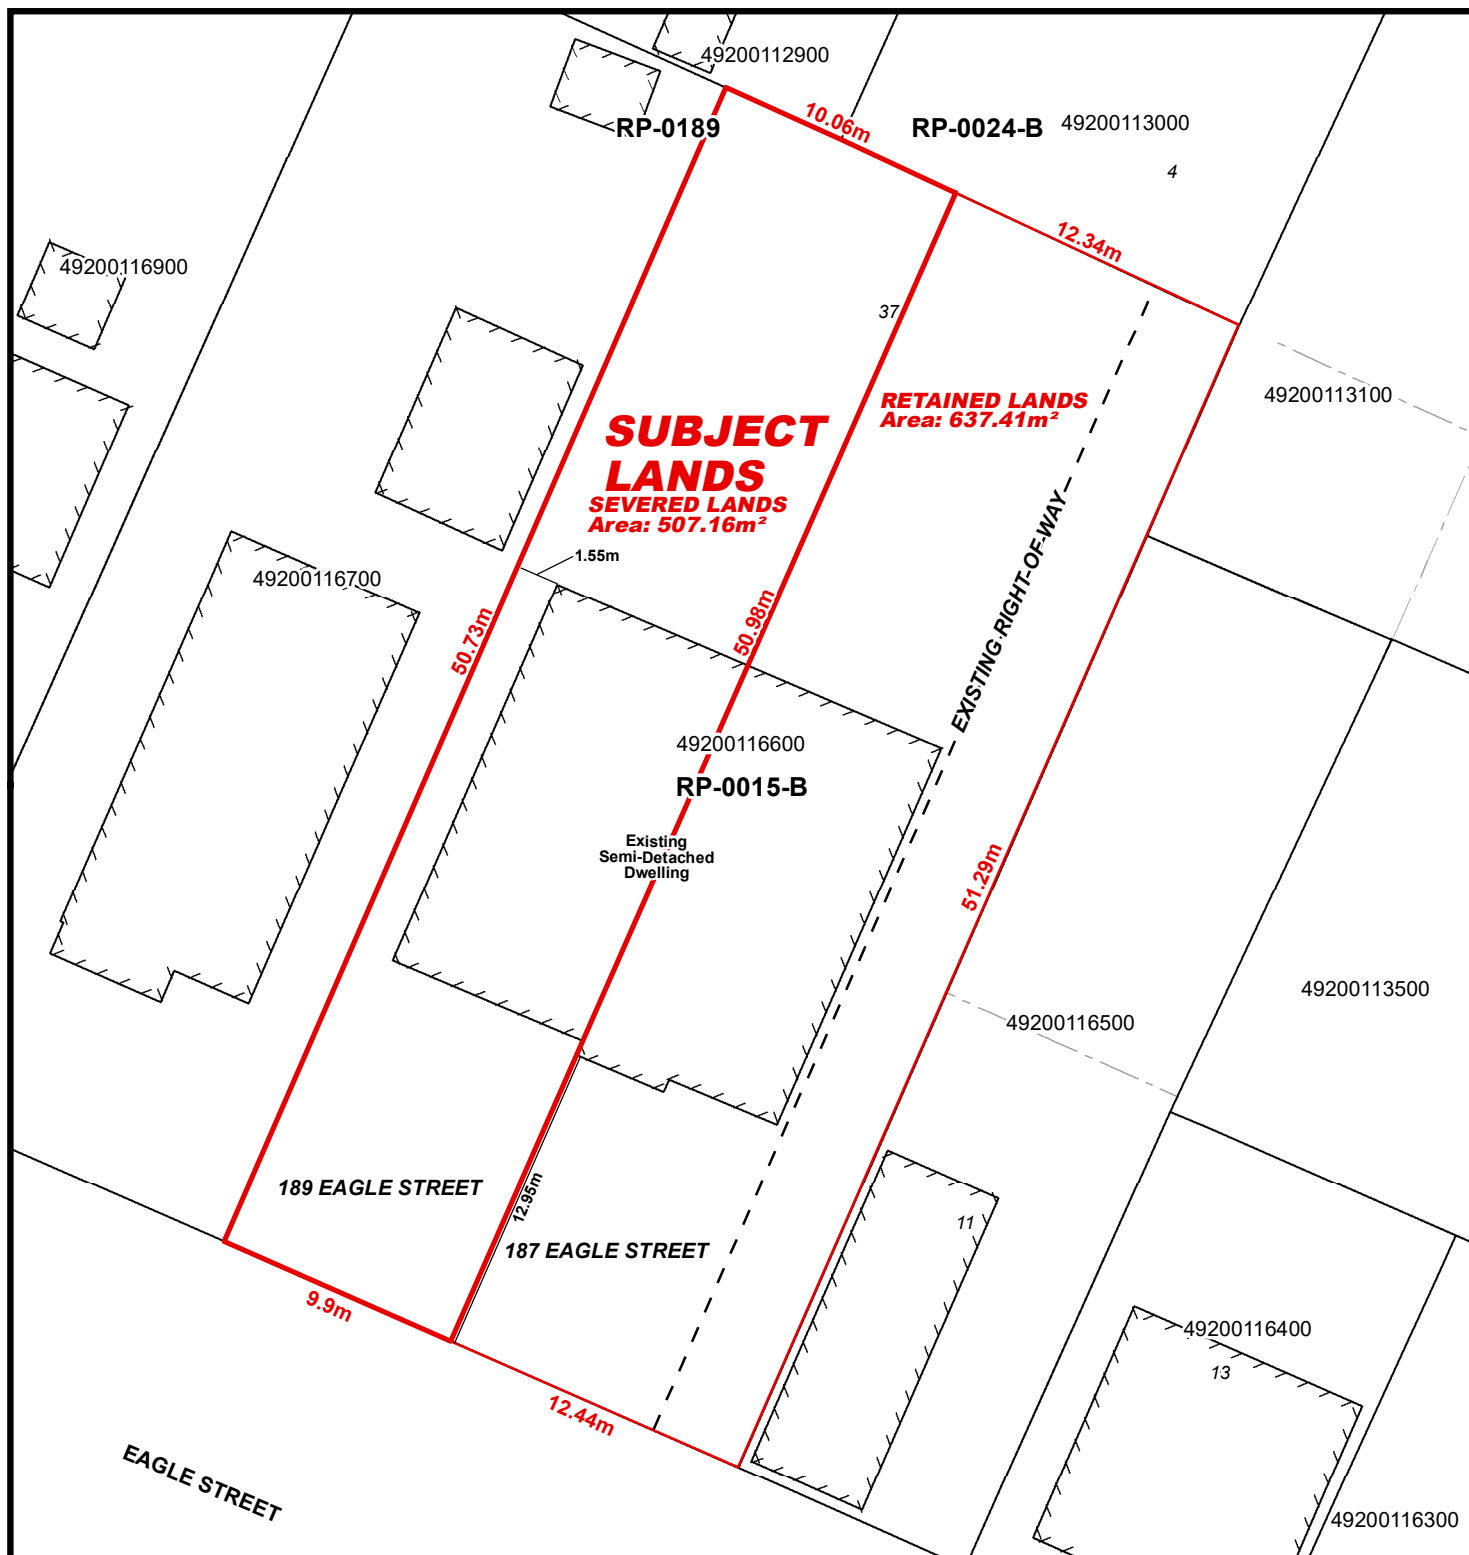 49200112900
RP-0189
10.06m
RP-0024-B
49200113000
4
12.34m
49200116900
37
RETAINED LANDS
Area: 637.41m²
49200113100
SUBJECT
LANDS
SEVERED LANDS
Area: 507.16m²
1.55m
49200116700
50.73m
50.98m
EXISTING RIGHT-OF-WAY
49200116600
RP-0015-B
Existing
Semi-Detached
Dwelling
51.29m
49200113500
49200116500
189 EAGLE STREET
12.95m
187 EAGLE STREET
11
9.9m
12.44m
49200116400
13
EAGLE STREET
49200116300